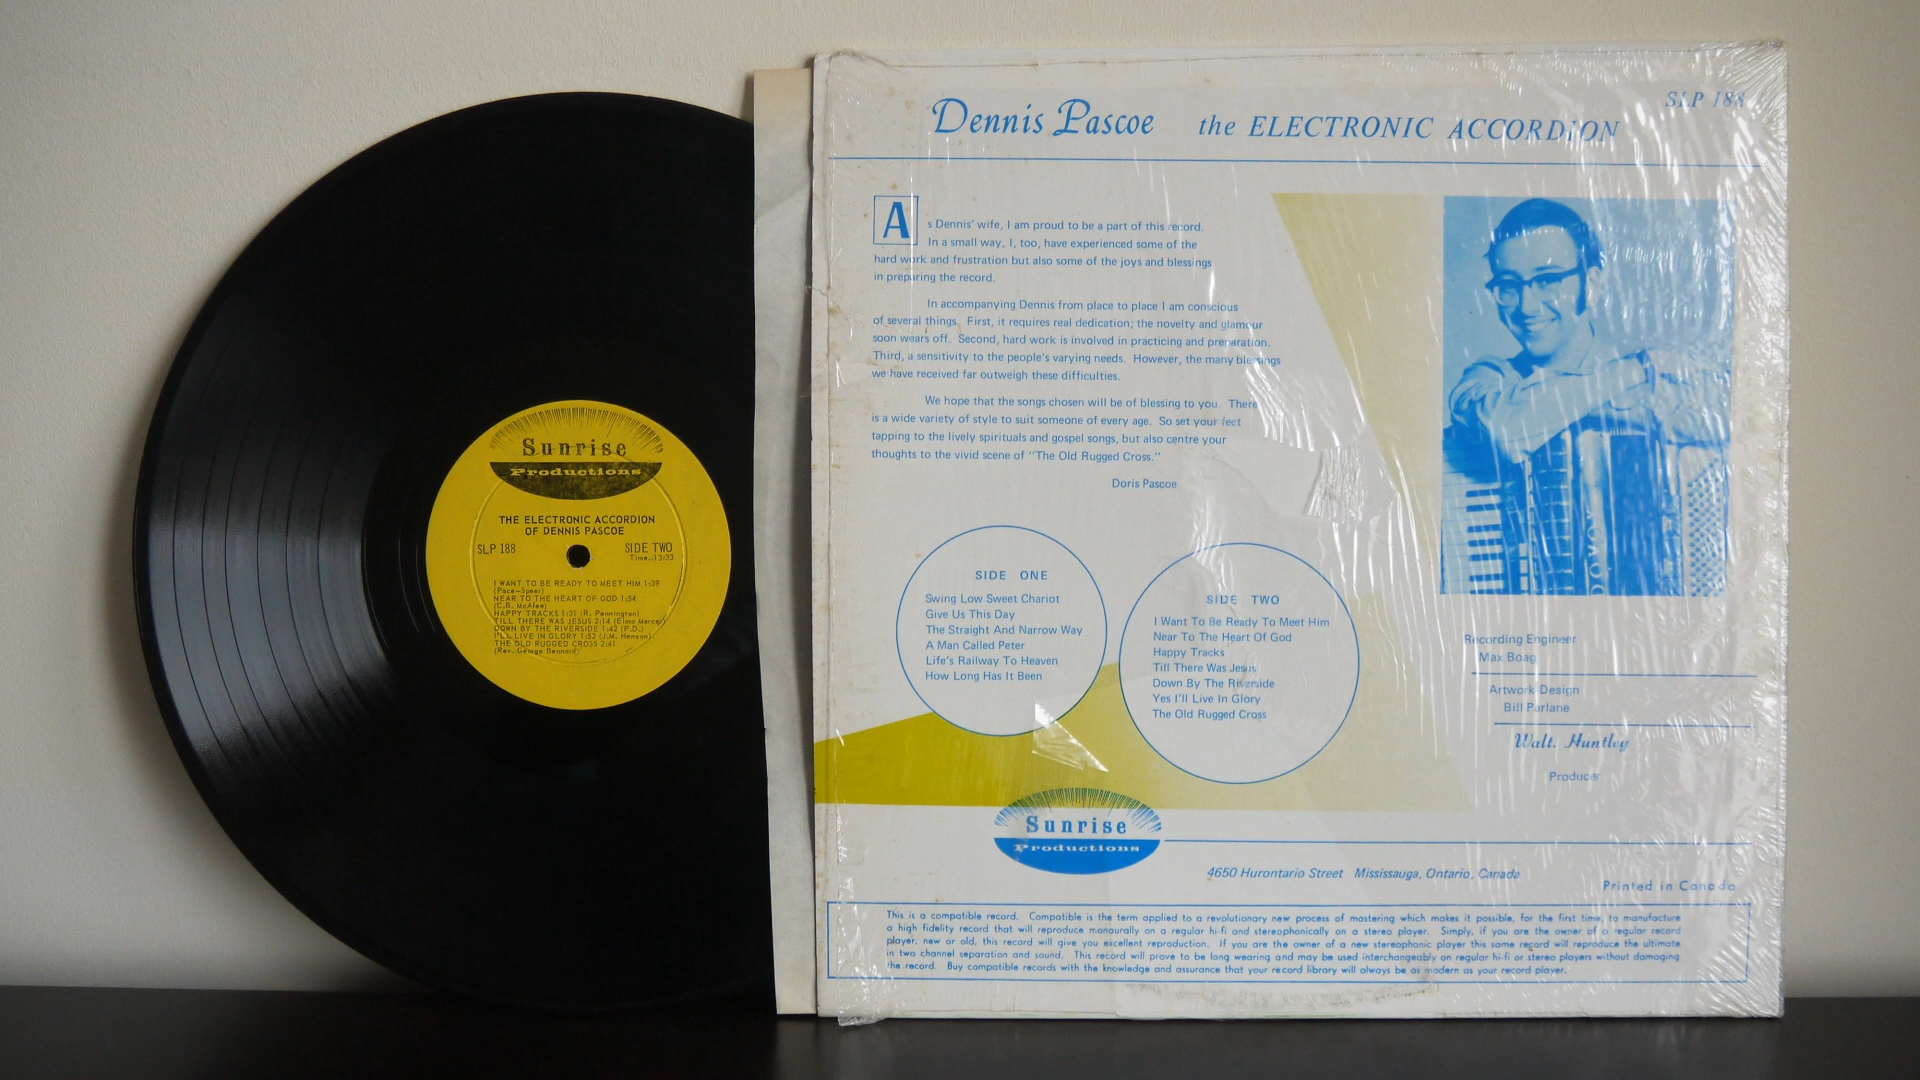 Sunrise
Productions
THE ELECTRONIC ACCORDION
OF DENNIS PASCOE
SLP 188
SIDE TWO
Time..13:33
I WANT TO BE READY TO MEET HIM 1:39
(Pace-Speer)
NEAR TO THE HEART OF GOD 1:54
(C.B. McAfee)
HAPPY TRACKS 1:31 (R. Pennington)
TILL THERE WAS JESUS 2:14 (Elmo Mercer)
DOWN BY THE RIVERSIDE 1:42 (P.D.)
I'LL LIVE IN GLORY 1:52 (J.M. Henson)
THE OLD RUGGED CROSS 2:41
(Rev. George Bennard)
SLP 188
Dennis Pascoe the ELECTRONIC ACCORDION
As Dennis' wife, I am proud to be a part of this record.
In a small way, I, too, have experienced some of the
hard work and frustration but also some of the joys and blessings
in preparing the record.
In accompanying Dennis from place to place I am conscious
of several things. First, it requires real dedication; the novelty and glamour
soon wears off. Second, hard work is involved in practicing and preparation.
Third, a sensitivity to the people's varying needs. However, the many blessings
we have received far outweigh these difficulties.
We hope that the songs chosen will be of blessing to you. There
is a wide variety of style to suit someone of every age. So set your feet
tapping to the lively spirituals and gospel songs, but also centre your
thoughts to the vivid scene of "The Old Rugged Cross."
Doris Pascoe
SIDE ONE
Swing Low Sweet Chariot
Give Us This Day
The Straight And Narrow Way
A Man Called Peter
Life's Railway To Heaven
How Long Has It Been
SIDE TWO
I Want To Be Ready To Meet Him
Near To The Heart Of God
Happy Tracks
Till There Was Jesus
Down By The Riverside
Yes I'll Live In Glory
The Old Rugged Cross
Recording Engineer
Max Boag
Artwork Design
Bill Parlane
Walt. Huntley
Producer
Sunrise
Productions
4650 Hurontario Street Mississauga, Ontario, Canada
Printed in Canada
This is a compatible record. Compatible is the term applied to a revolutionary new process of mastering which makes it possible, for the first time, to manufacture
a high fidelity record that will reproduce monaurally on a regular hi-fi and stereophonically on a stereo player. Simply, if you are the owner of a regular record
player, new or old, this record will give you excellent reproduction. If you are the owner of a new stereophonic player this same record will reproduce the ultimate
in two channel separation and sound. This record will prove to be long wearing and may be used interchangeably on regular hi-fi or stereo players without damaging
the record. Buy compatible records with the knowledge and assurance that your record library will always be as modern as your record player.